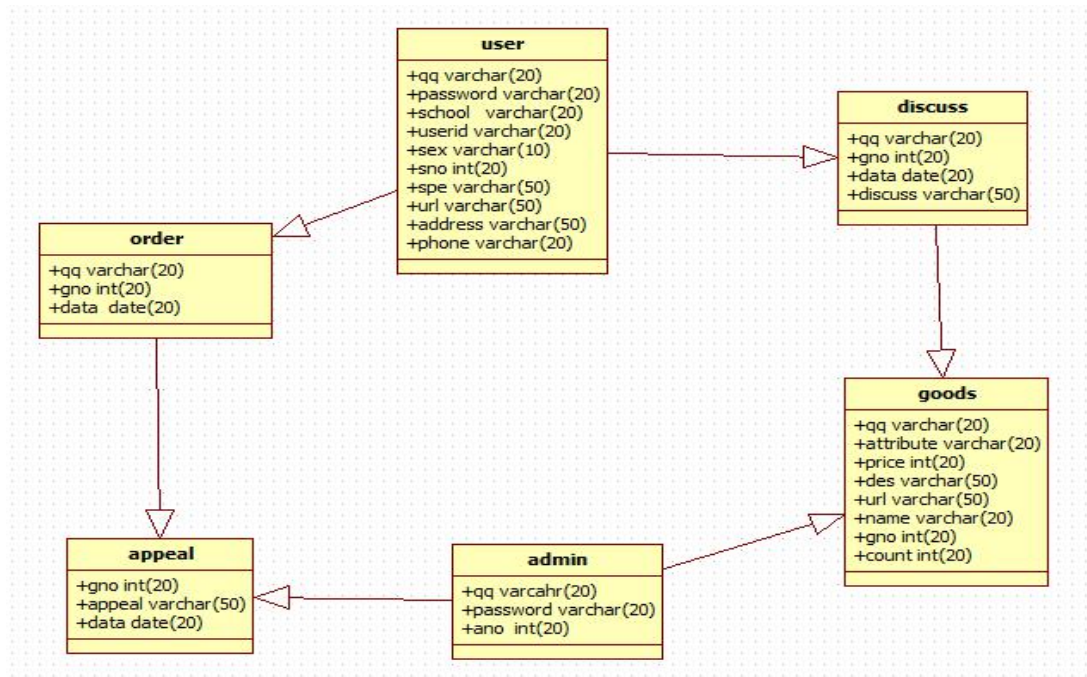 user
+qq varchar(20)
+password varchar(20)
+school varchar(20)
+userid varchar(20)
+sex varchar(10)
+sno int(20)
+spe varchar(50)
+url varchar(50)
+address varchar(50)
+phone varchar(20)
discuss
+qq varchar(20)
+gno int(20)
+data date(20)
+discuss varchar(50)
order
+qq varchar(20)
+gno int(20)
+data date(20)
goods
+qq varchar(20)
+attribute varchar(20)
+price int(20)
+des varchar(50)
+url varchar(50)
+name varchar(20)
+gno int(20)
+count int(20)
appeal
+gno int(20)
+appeal varchar(50)
+data date(20)
admin
+qq varcahr(20)
+password varchar(20)
+ano int(20)